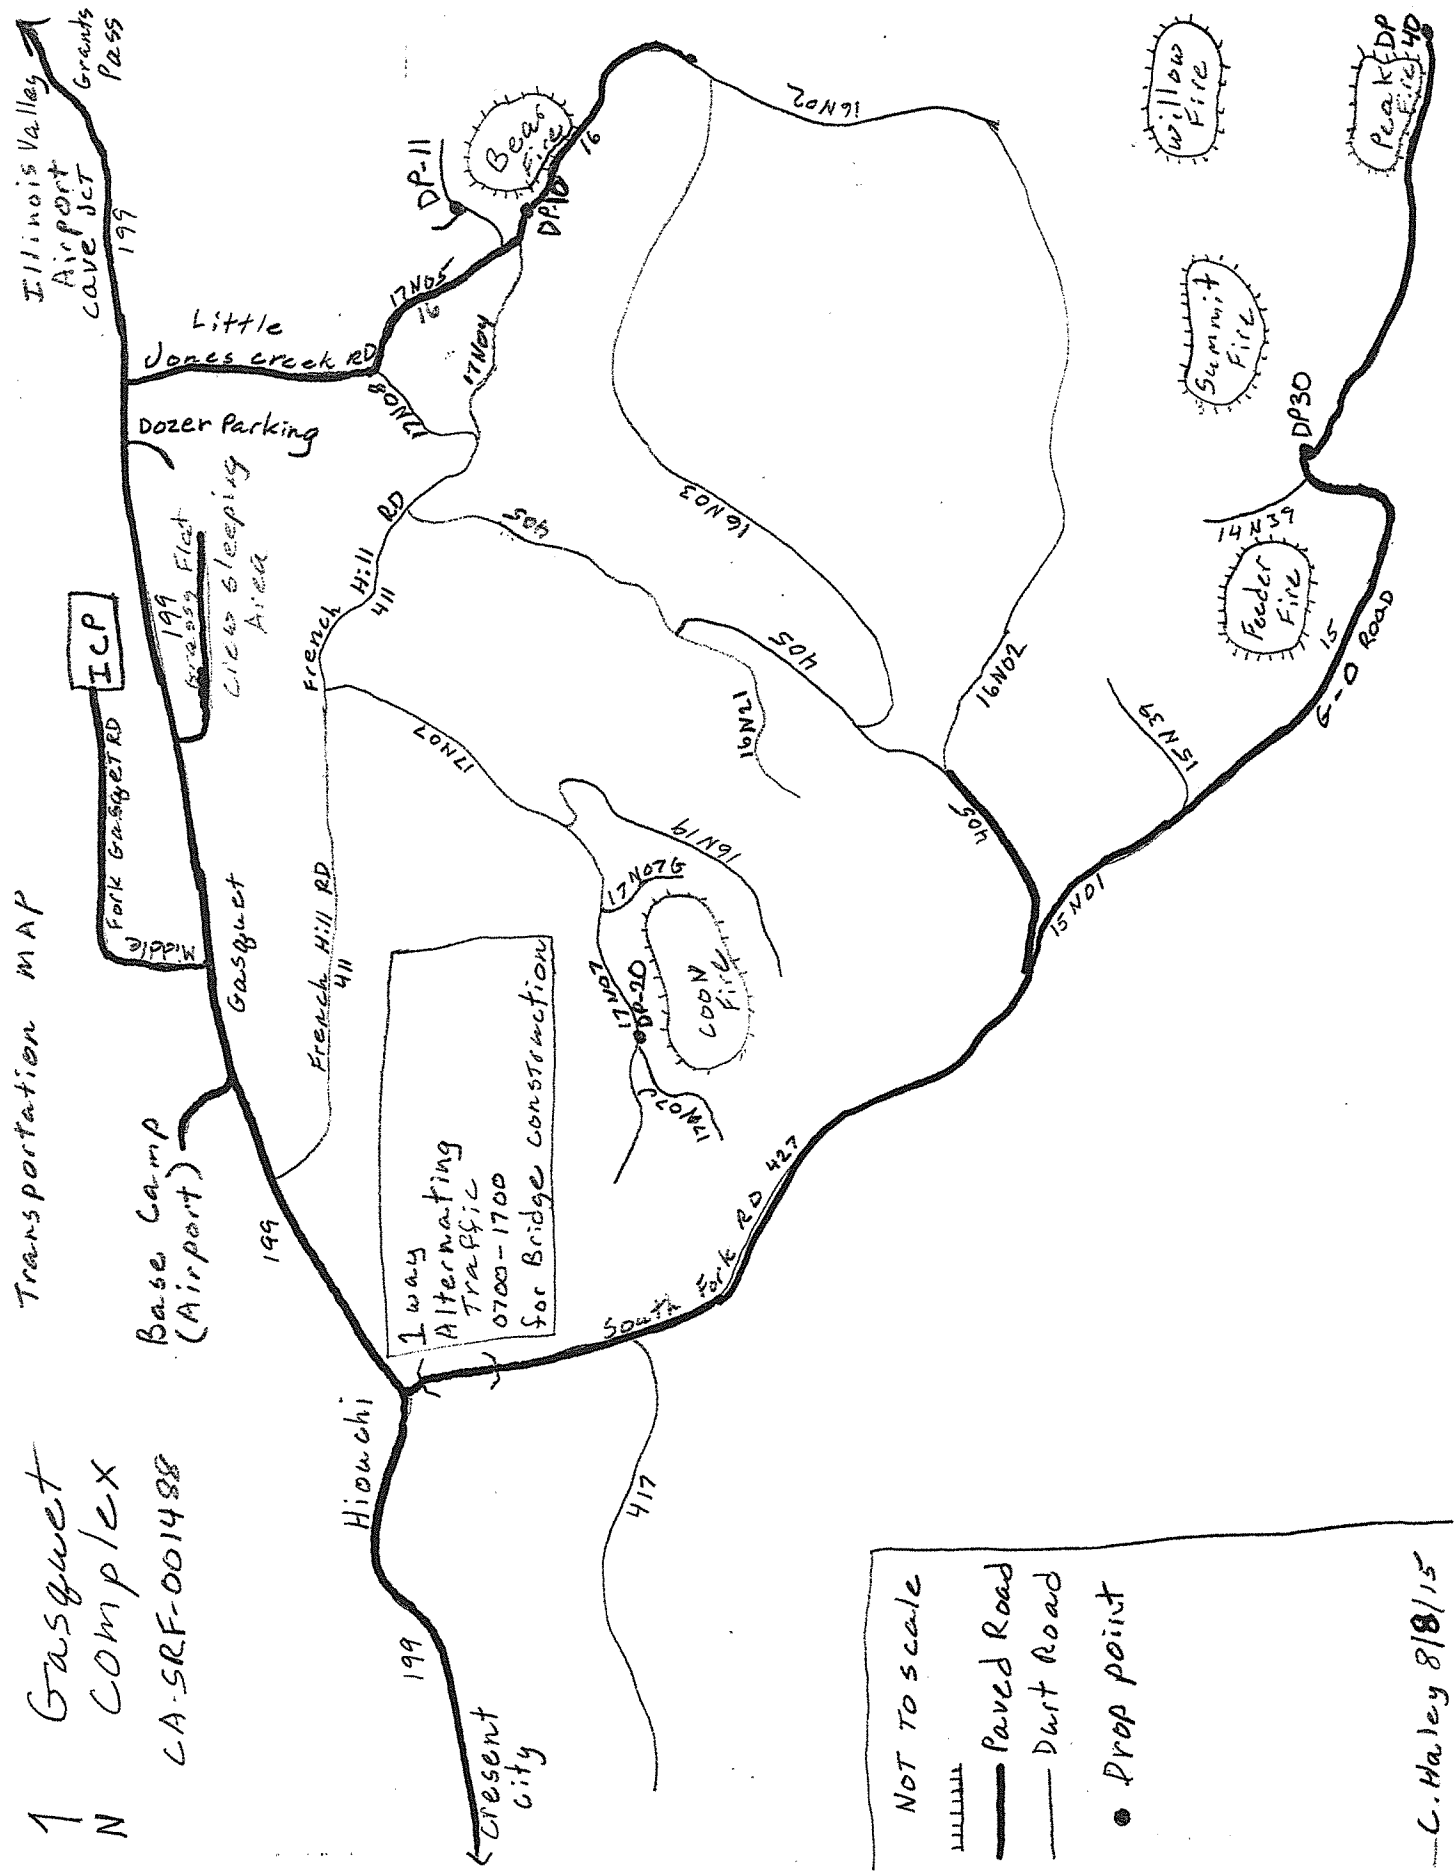 1
N
Gasquet
Complex
CA-SRF-001488
Transportation MAP
Illinois Valley
Airport
Cave Jct
Grants
Pass
199
Base Camp
(Airport)
Middle
Fork Gasquet RD
ICP
Gasquet
199
Grassy Flat
Crew Sleeping
Area
Dozer Parking
Little
Jones Creek RD
199
Hiouchi
199
Cresent
City
French Hill RD
411
French Hill RD
411
17N08
17N05
16
17N04
DP-11
DP-10
Bear
Fire
16
16N02
16N03
405
405
16N21
16N02
405
17N07
16N19
17N07G
17N07
DP-20
17N07J
Coon
Fire
1 way
Alternating
Traffic
0700-1700
for Bridge construction
South Fork RD 427
417
15N01
15N39
G-O ROAD
15
14N39
Feeder
Fire
DP30
Summit
Fire
Willow
Fire
Peak
Fire
DP
40
NOT TO Scale
Paved Road
Durt Road
Drop point
C. Haley 8/8/15